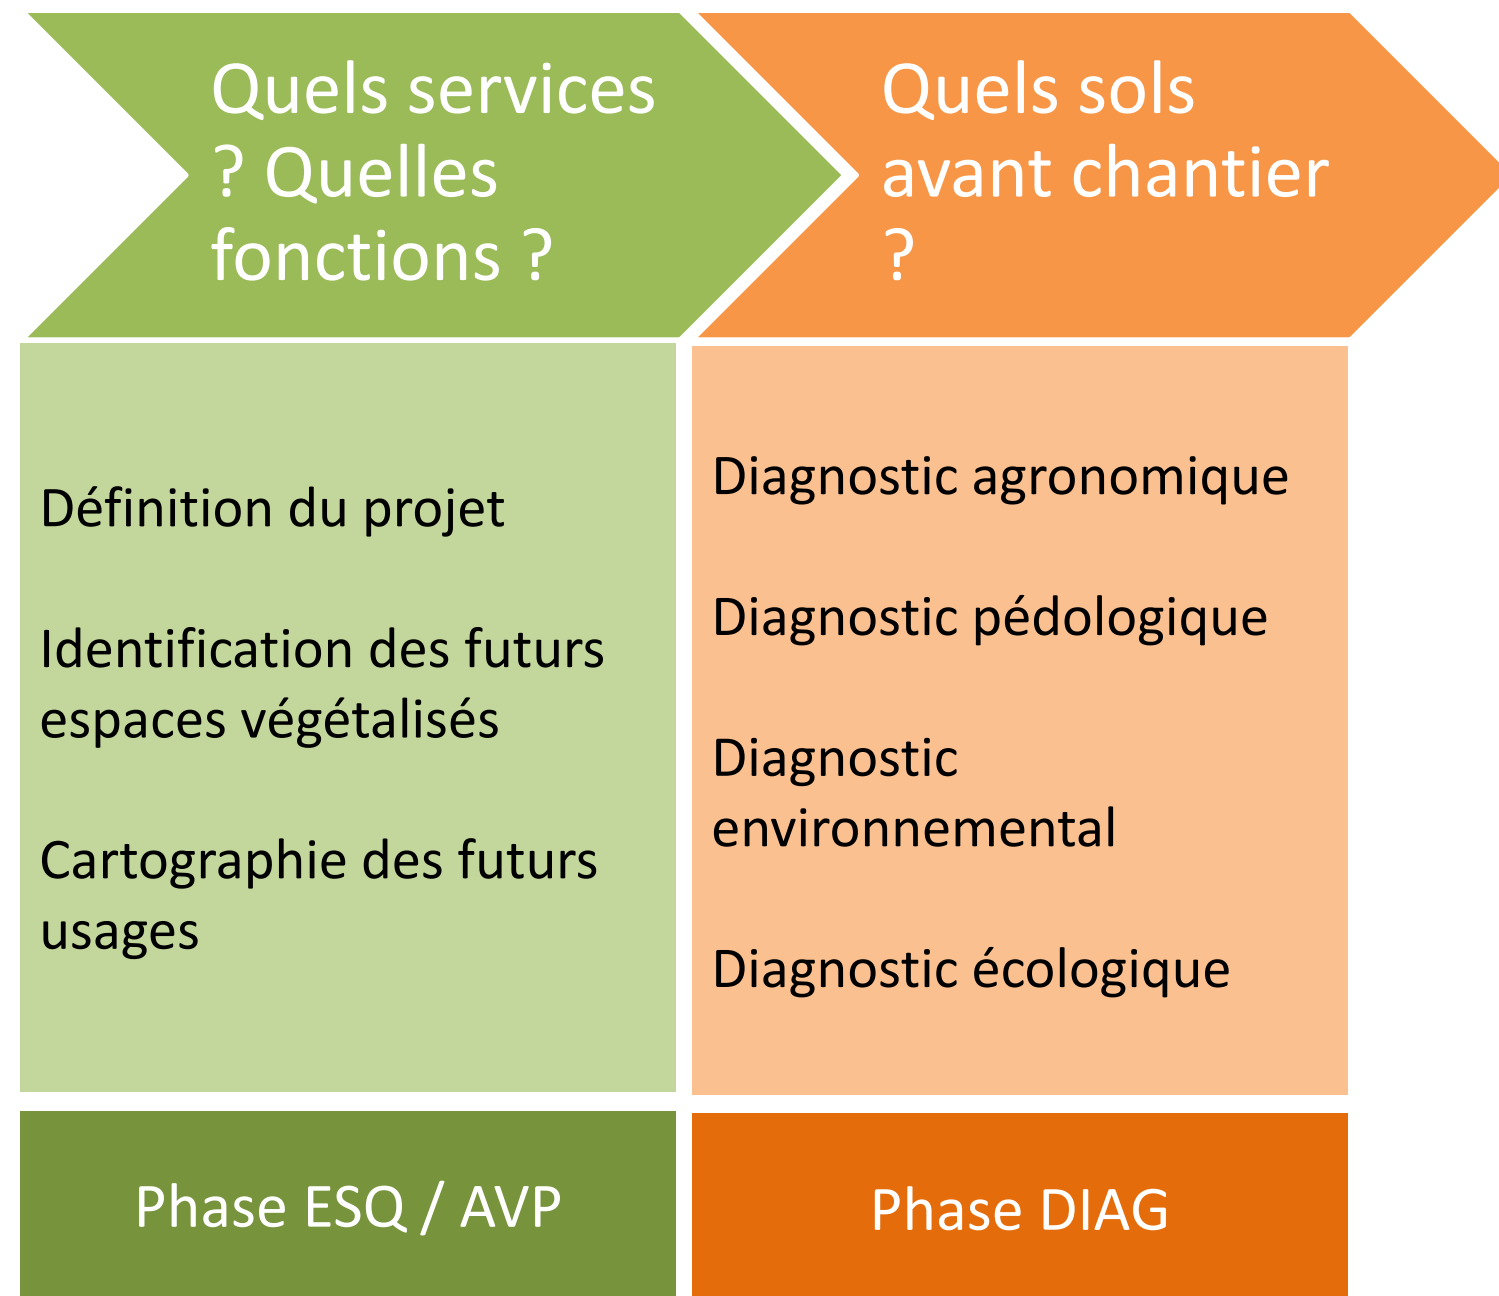 Quels services
? Quelles
fonctions ?
Quels sols
avant chantier
?
Définition du projet
Identification des futurs
espaces végétalisés
Cartographie des futurs
usages
Diagnostic agronomique
Diagnostic pédologique
Diagnostic
environnemental
Diagnostic écologique
Phase ESQ / AVP
Phase DIAG